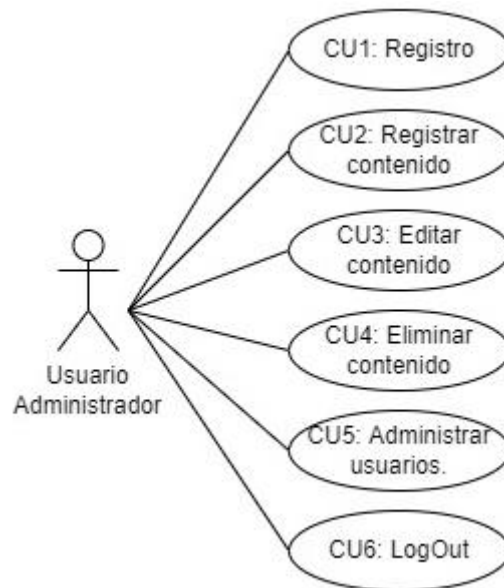 CU1: Registro
CU2: Registrar
contenido
CU3: Editar
contenido
CU4: Eliminar
contenido
CU5: Administrar
usuarios.
CU6: LogOut
Usuario
Administrador